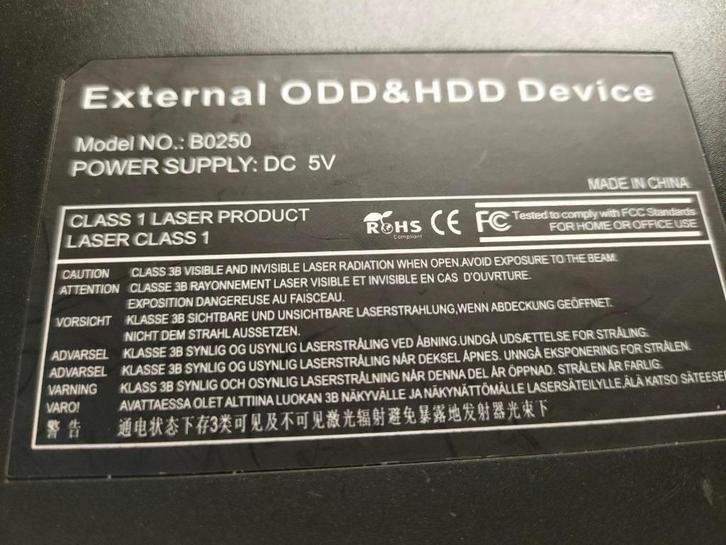 External ODD&HDD Device
Model NO.: B0250
POWER SUPPLY: DC 5V
MADE IN CHINA
CLASS 1 LASER PRODUCT
LASER CLASS 1
RoHS
Compliant
CE
FC
Tested to comply with FCC Standards
FOR HOME OR OFFICE USE
CAUTION CLASS 3B VISIBLE AND INVISIBLE LASER RADIATION WHEN OPEN.AVOID EXPOSURE TO THE BEAM.
ATTENTION CLASSE 3B RAYONNEMENT LASER VISIBLE ET INVISIBLE EN CAS D'OUVRTURE.
EXPOSITION DANGEREUSE AU FAISCEAU.
VORSICHT KLASSE 3B SICHTBARE UND UNSICHTBARE LASERSTRAHLUNG,WENN ABDECKUNG GEÖFFNET.
NICHT DEM STRAHL AUSSETZEN.
ADVARSEL KLASSE 3B SYNLIG OG USYNLIG LASERSTRÅLING VED ÅBNING.UNDGÅ UDSÆTTELSE FOR STRÅLING.
ADVARSEL KLASSE 3B SYNLIG OG USYNLIG LASERSTRÅLING NÅR DEKSEL ÅPNES. UNNGÅ EKSPONERING FOR STRÅLEN.
VARNING KLASS 3B SYNLIG OCH OSYNLIG LASERSTRÅLNING NÅR DENNA DEL ÄR ÖPPNAD. STRÅLEN ÄR FARLIG.
VARO! AVATTAESSA OLET ALTTIINA LUOKAN 3B NÄKYVÄLLE JA NÄKYNÄTTÖMÄLLE LASERSÄTEILYLLE,ÄLÄ KATSO SÄTEESE
警 告 通电状态下存3类可见及不可见激光辐射避免暴露地发射器光束下